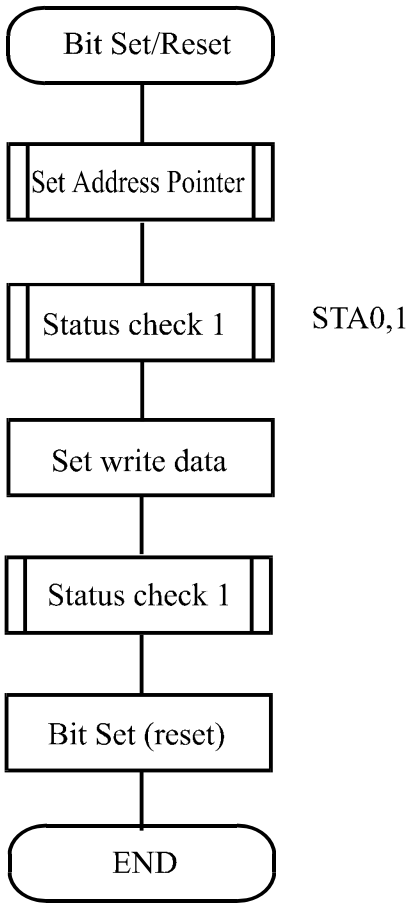 Bit Set/Reset
Set Address Pointer
Status check 1
STA0,1
Set write data
Status check 1
Bit Set (reset)
END